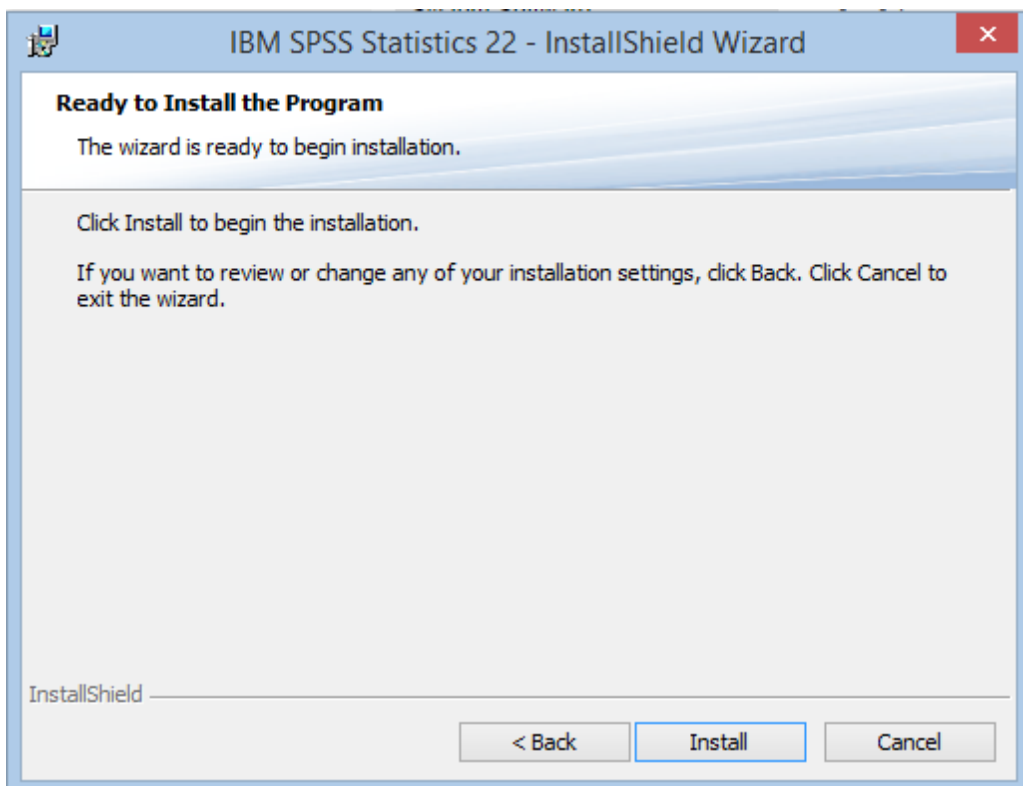 IBM SPSS Statistics 22 - InstallShield Wizard
Ready to Install the Program
The wizard is ready to begin installation.
Click Install to begin the installation.
If you want to review or change any of your installation settings, click Back. Click Cancel to
exit the wizard.
InstallShield
< Back
Install
Cancel